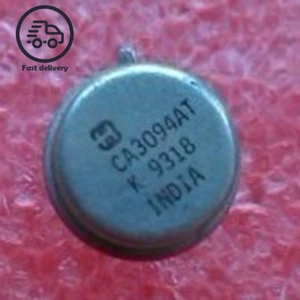 Fast delivery
CA3094AT
K 9318
INDIA